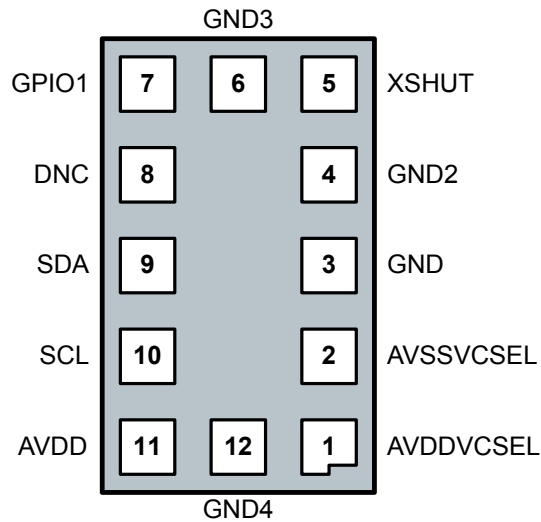 GND3
GPIO1 7 6 5 XSHUT
DNC 8 4 GND2
SDA 9 3 GND
SCL 10 2 AVSSVCSEL
AVDD 11 12 1 AVDDVCSEL
GND4